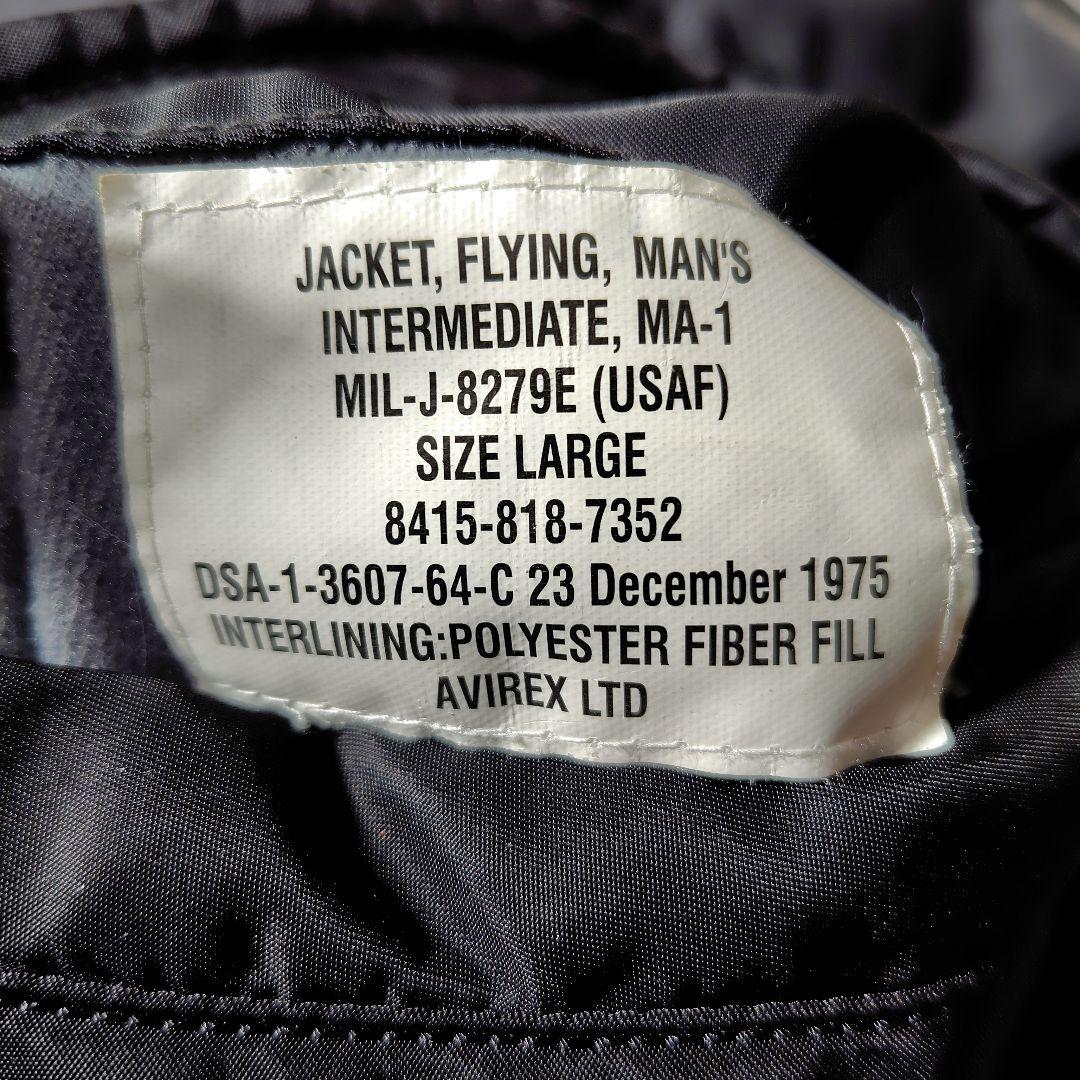 JACKET, FLYING, MAN'S
INTERMEDIATE, MA-1
MIL-J-8279E (USAF)
SIZE LARGE
8415-818-7352
DSA-1-3607-64-C 23 December 1975
INTERLINING:POLYESTER FIBER FILL
AVIREX LTD